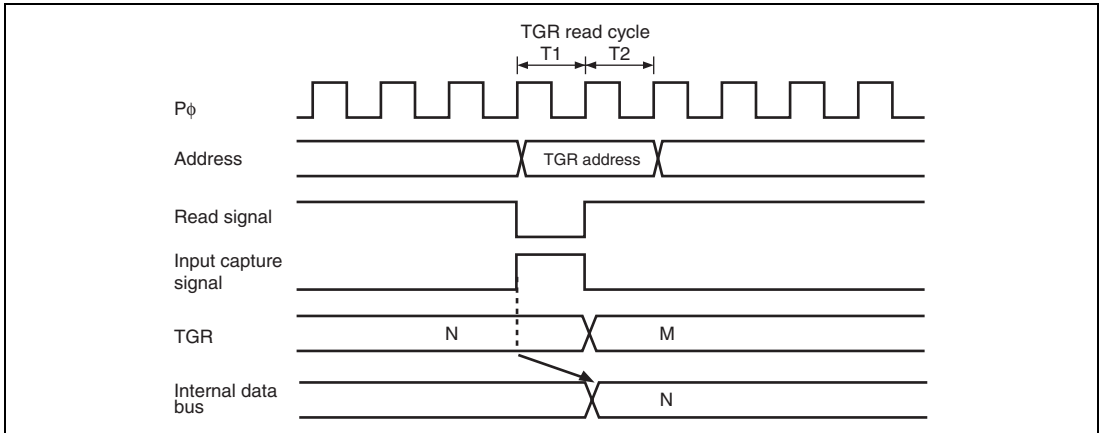 TGR read cycle
T1 T2
Pϕ
Address
TGR address
Read signal
Input capture
signal
TGR
N
M
Internal data
bus
N